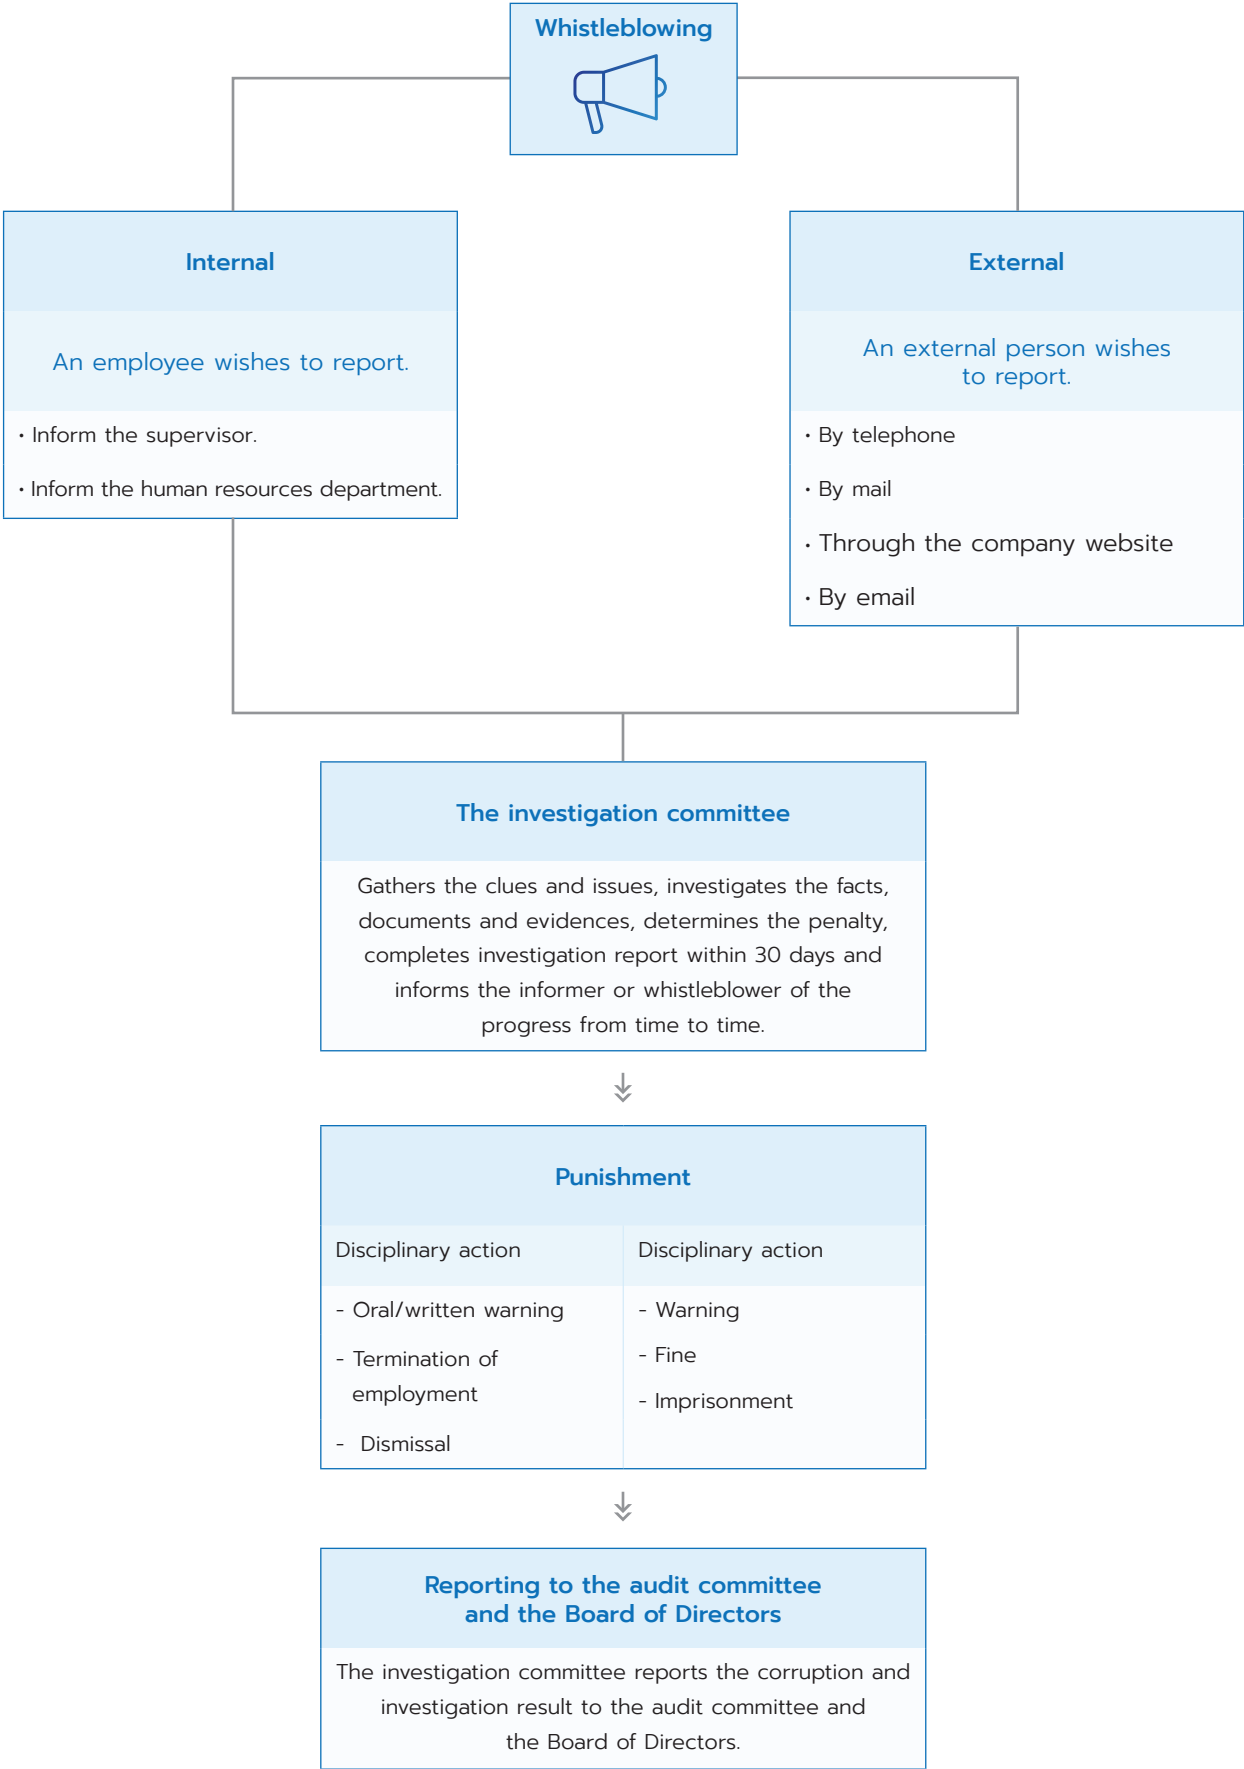 Whistleblowing
Internal
An employee wishes to report.
• Inform the supervisor.
• Inform the human resources department.
External
An external person wishes
to report.
• By telephone
• By mail
• Through the company website
• By email
The investigation committee
Gathers the clues and issues, investigates the facts,
documents and evidences, determines the penalty,
completes investigation report within 30 days and
informs the informer or whistleblower of the
progress from time to time.
Punishment
Disciplinary action
- Oral/written warning
- Termination of
employment
- Dismissal
Disciplinary action
- Warning
- Fine
- Imprisonment
Reporting to the audit committee
and the Board of Directors
The investigation committee reports the corruption and
investigation result to the audit committee and
the Board of Directors.